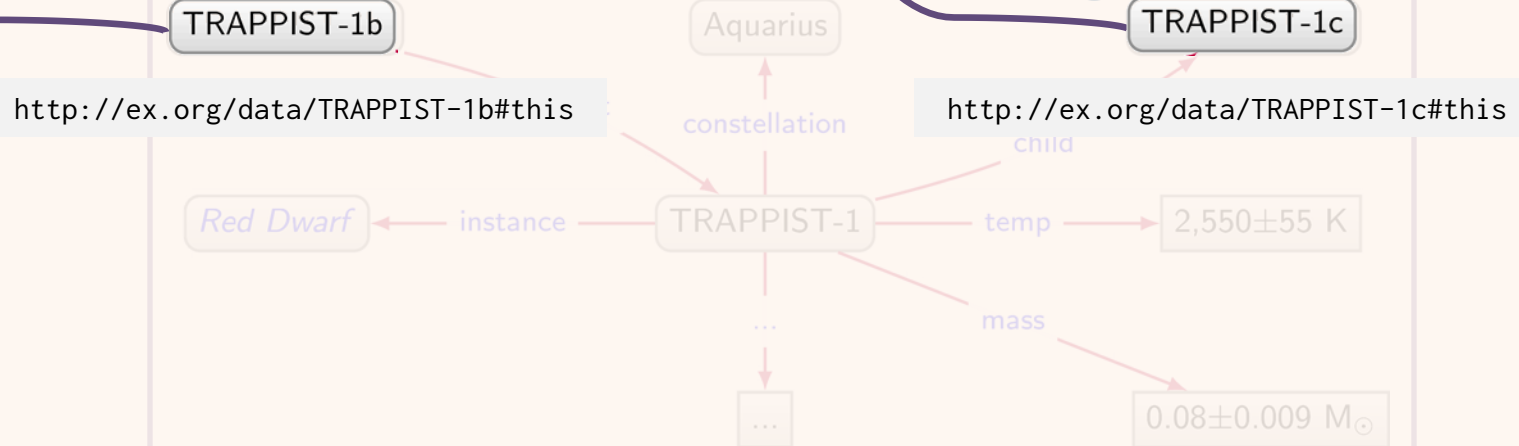 TRAPPIST-1b
Aquarius
TRAPPIST-1c
http://ex.org/data/TRAPPIST-1b#this
http://ex.org/data/TRAPPIST-1c#this
constellation
child
Red Dwarf
instance
TRAPPIST-1
temp
2,550±55 K
...
mass
...
0.08±0.009 M☉